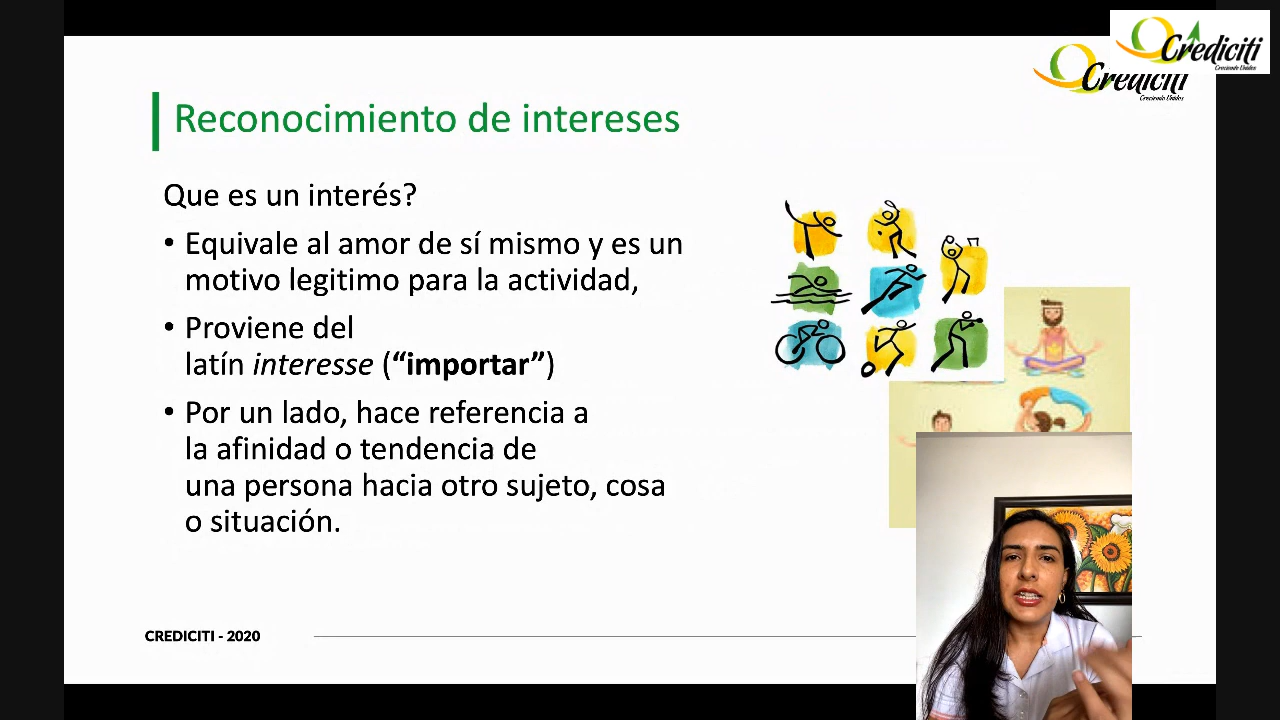 Crediciti
Creciendo Unidos
Crediciti
Creciendo Unidos
Reconocimiento de intereses
Que es un interés?
• Equivale al amor de sí mismo y es un
motivo legitimo para la actividad,
• Proviene del
latín interesse (“importar”)
• Por un lado, hace referencia a
la afinidad o tendencia de
una persona hacia otro sujeto, cosa
o situación.
CREDICITI - 2020